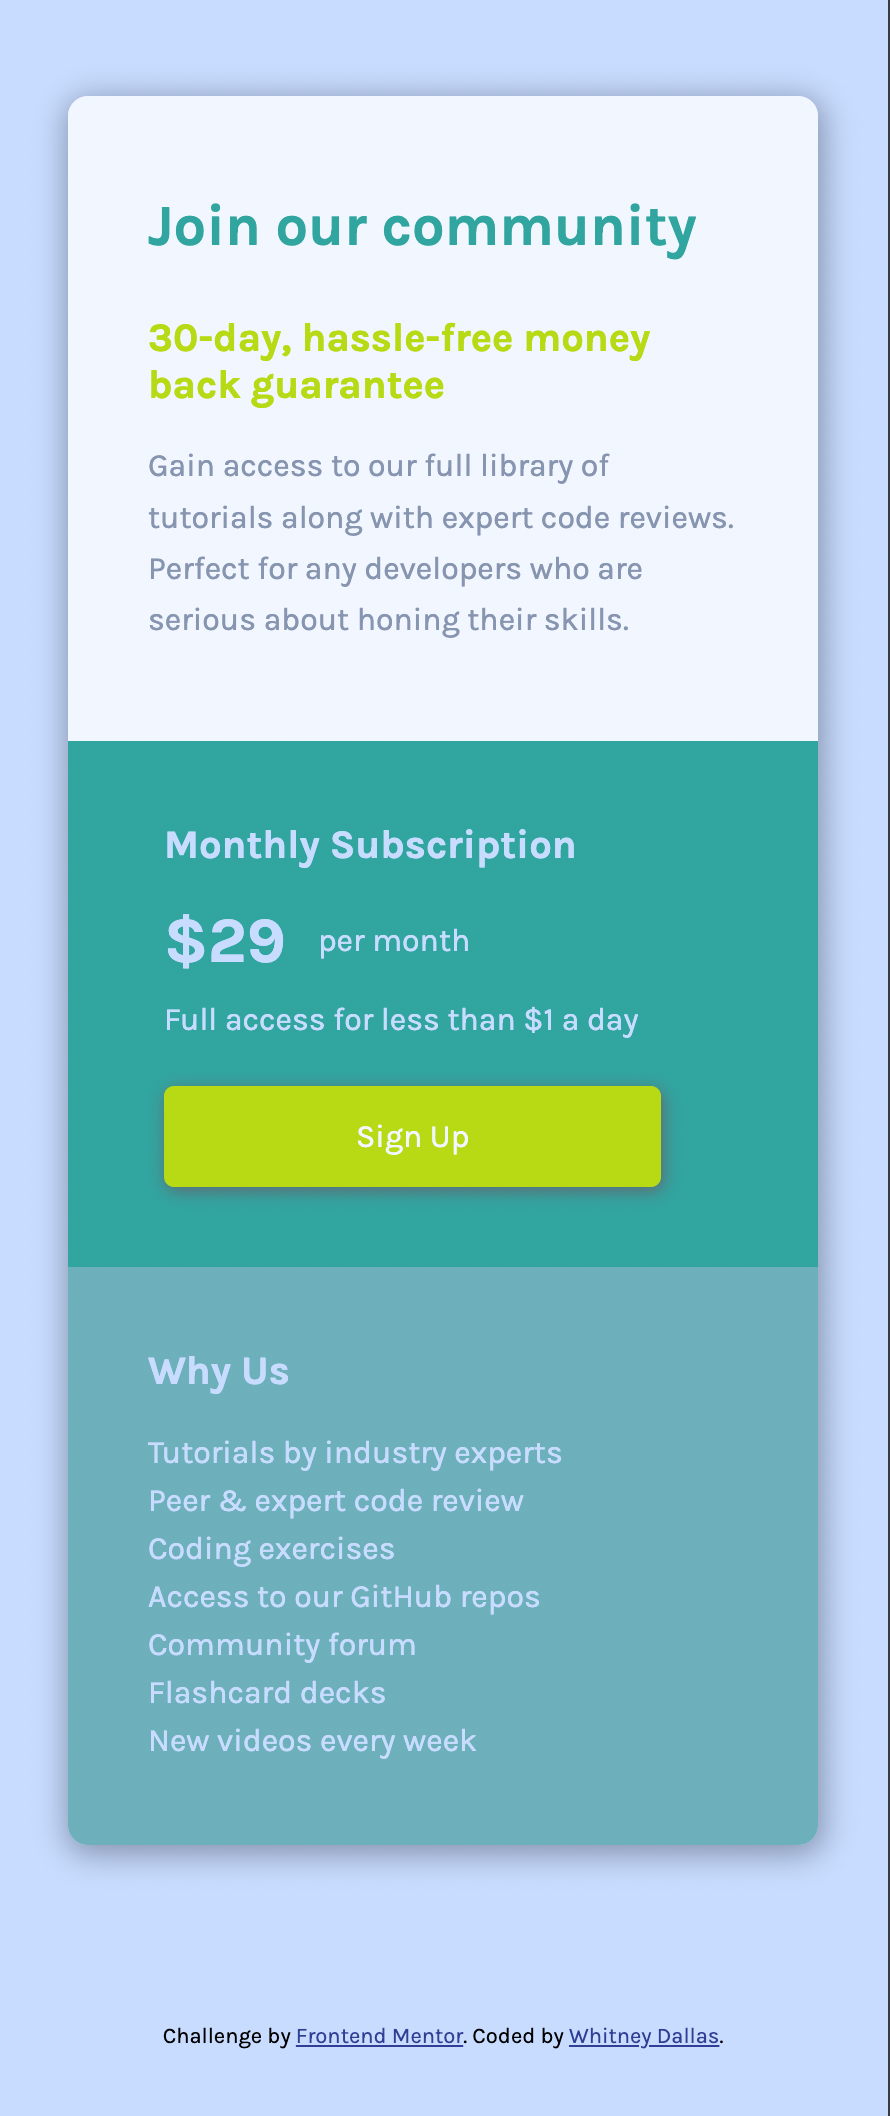 Join our community
30-day, hassle-free money
back guarantee
Gain access to our full library of
tutorials along with expert code reviews.
Perfect for any developers who are
serious about honing their skills.
Monthly Subscription
$29 per month
Full access for less than $1 a day
Sign Up
Why Us
Tutorials by industry experts
Peer & expert code review
Coding exercises
Access to our GitHub repos
Community forum
Flashcard decks
New videos every week
Challenge by Frontend Mentor. Coded by Whitney Dallas.